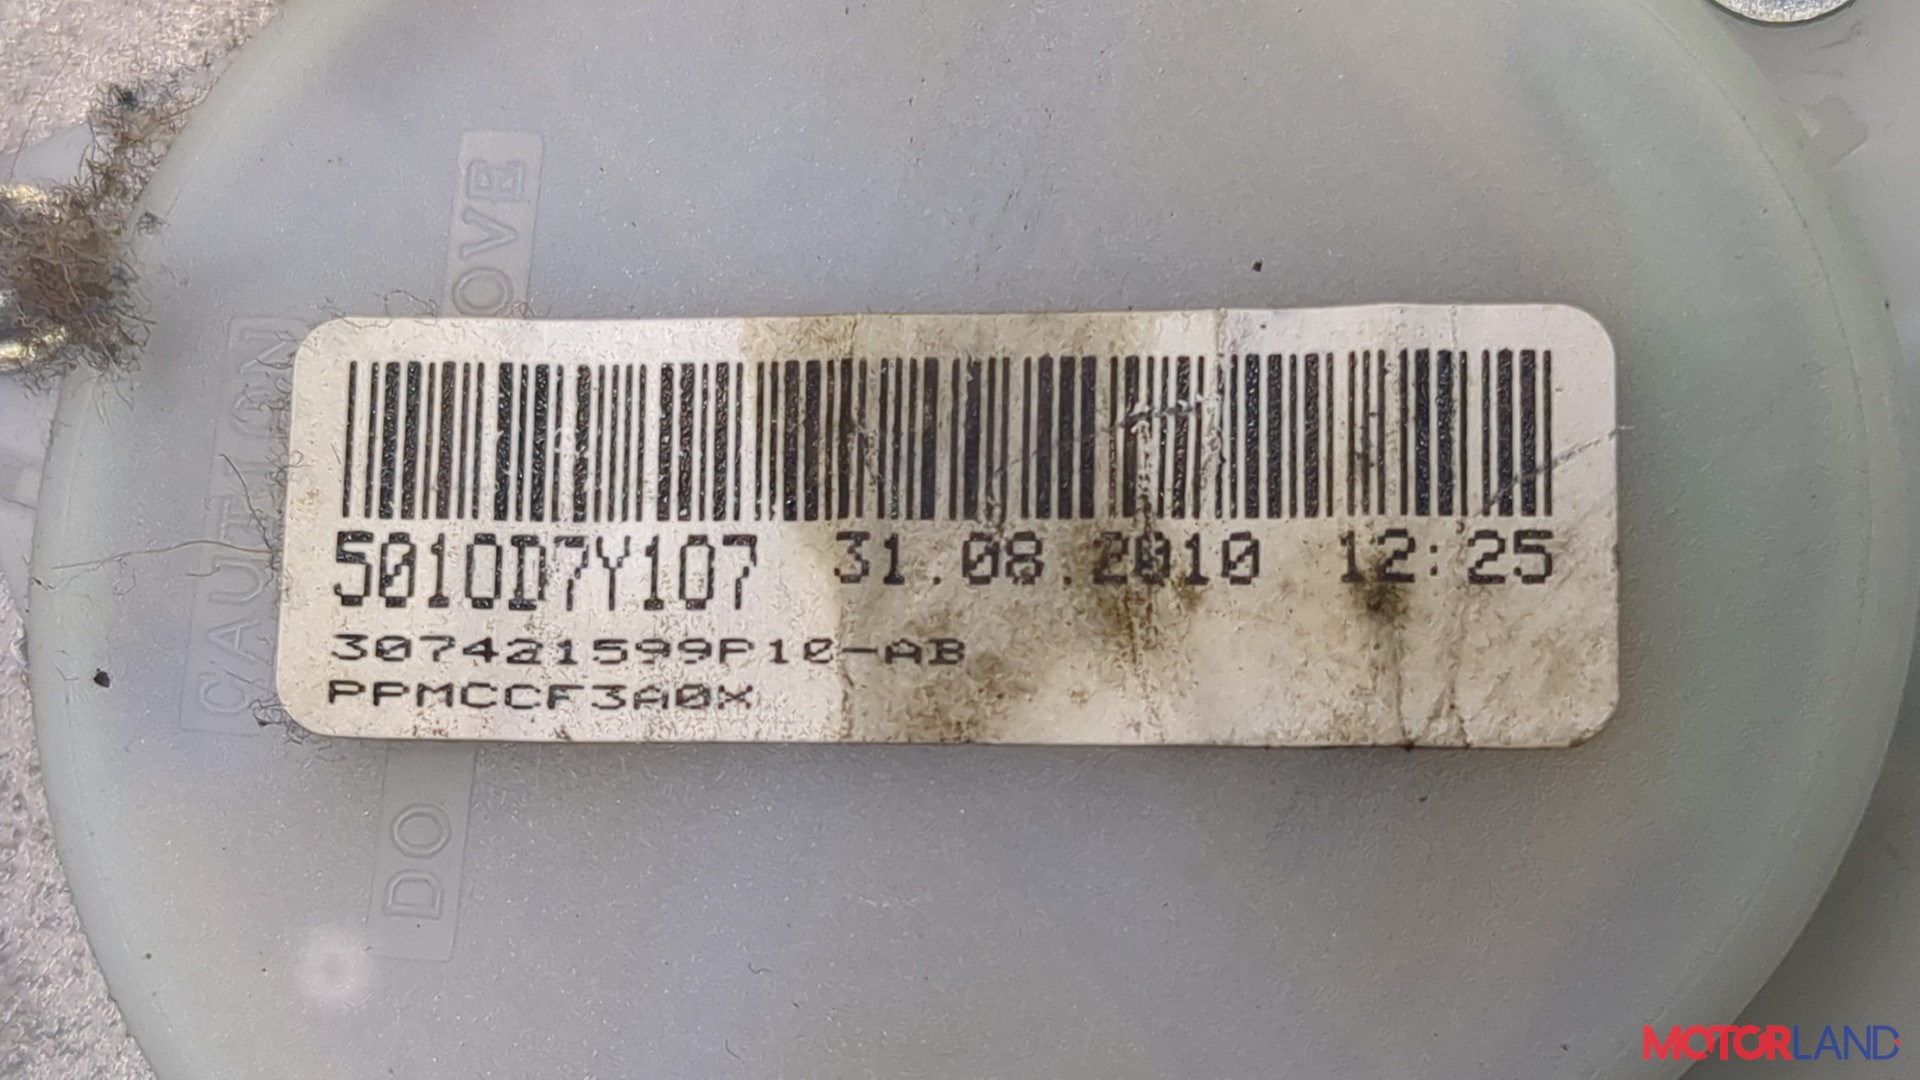 CAUTION
DO
OVE
5010D7Y107 31.08.2010 12:25
307421599P10-AB
PPMCCF3A0X
MOTORLAND